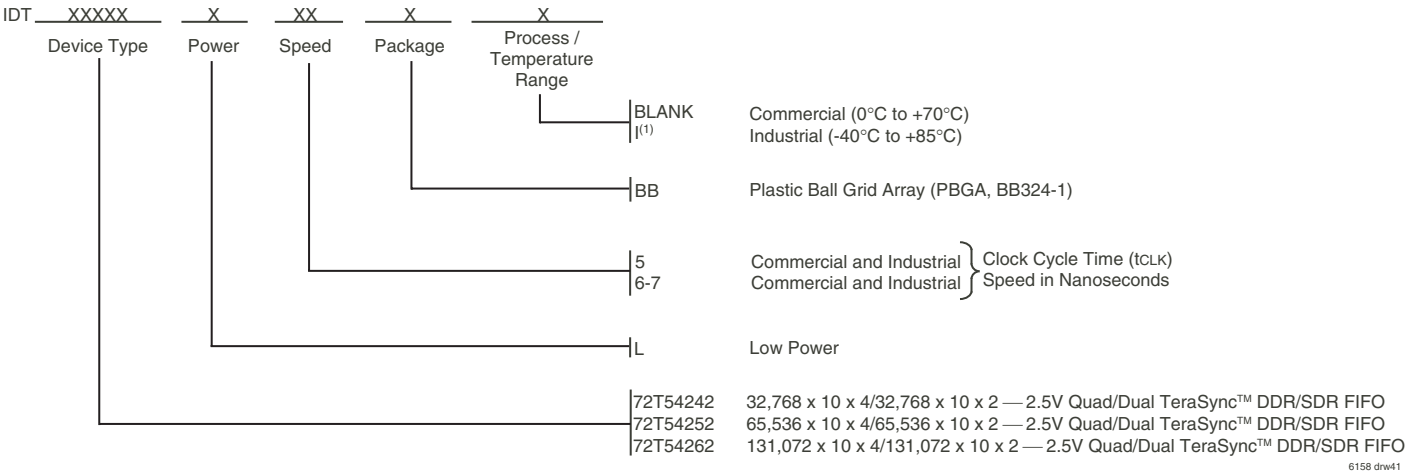 IDT XXXXX X XX X X
Device Type Power Speed Package Process /
Temperature
Range
BLANK Commercial (0°C to +70°C)
I(1) Industrial (-40°C to +85°C)
BB Plastic Ball Grid Array (PBGA, BB324-1)
5 Commercial and Industrial Clock Cycle Time (tCLK)
6-7 Commercial and Industrial Speed in Nanoseconds
L Low Power
72T54242 32,768 x 10 x 4/32,768 x 10 x 2 — 2.5V Quad/Dual TeraSync™ DDR/SDR FIFO
72T54252 65,536 x 10 x 4/65,536 x 10 x 2 — 2.5V Quad/Dual TeraSync™ DDR/SDR FIFO
72T54262 131,072 x 10 x 4/131,072 x 10 x 2 — 2.5V Quad/Dual TeraSync™ DDR/SDR FIFO
6158 drw41